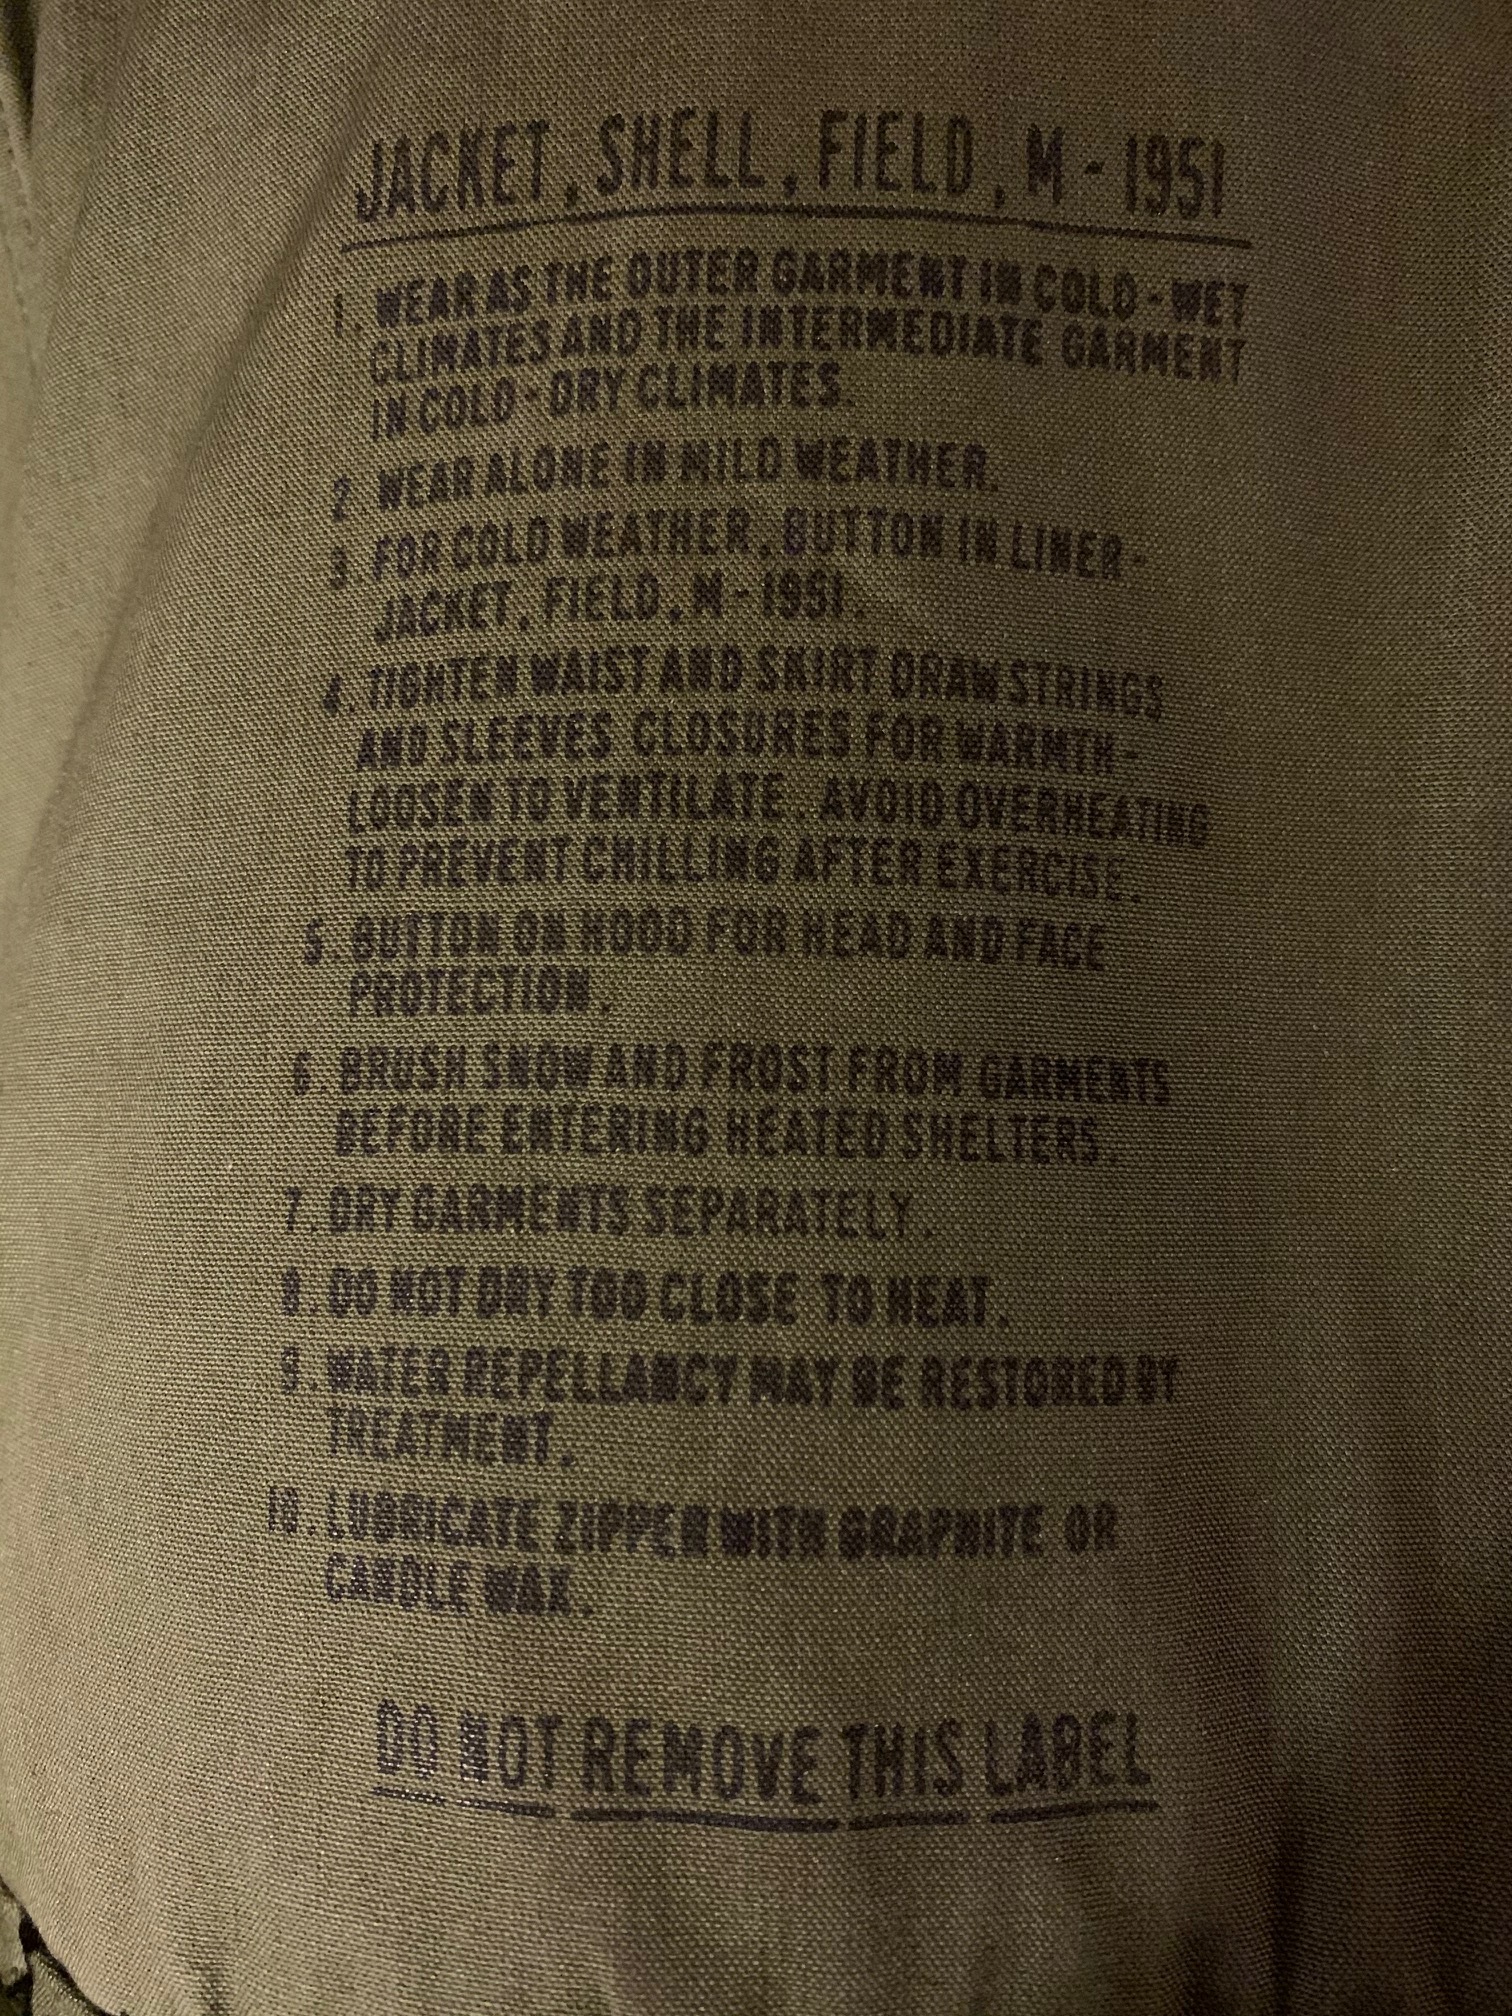 JACKET, SHELL, FIELD, M-1951
1. WEAR AS THE OUTER GARMENT IN COLD-WET
CLIMATES AND THE INTERMEDIATE GARMENT
IN COLD-DRY CLIMATES.
2. WEAR ALONE IN MILD WEATHER.
3. FOR COLD WEATHER, BUTTON IN LINER-
JACKET, FIELD, M-1951.
4. TIGHTEN WAIST AND SKIRT DRAWSTRINGS
AND SLEEVES CLOSURES FOR WARMTH-
LOOSEN TO VENTILATE. AVOID OVERHEATING
TO PREVENT CHILLING AFTER EXERCISE.
5. BUTTON ON HOOD FOR HEAD AND FACE
PROTECTION.
6. BRUSH SNOW AND FROST FROM GARMENTS
BEFORE ENTERING HEATED SHELTERS.
7. DRY GARMENTS SEPARATELY.
8. DO NOT DRY TOO CLOSE TO HEAT.
9. WATER REPELLANCY MAY BE RESTORED BY
TREATMENT.
10. LUBRICATE ZIPPER WITH GRAPHITE OR
CANDLE WAX.
DO NOT REMOVE THIS LABEL